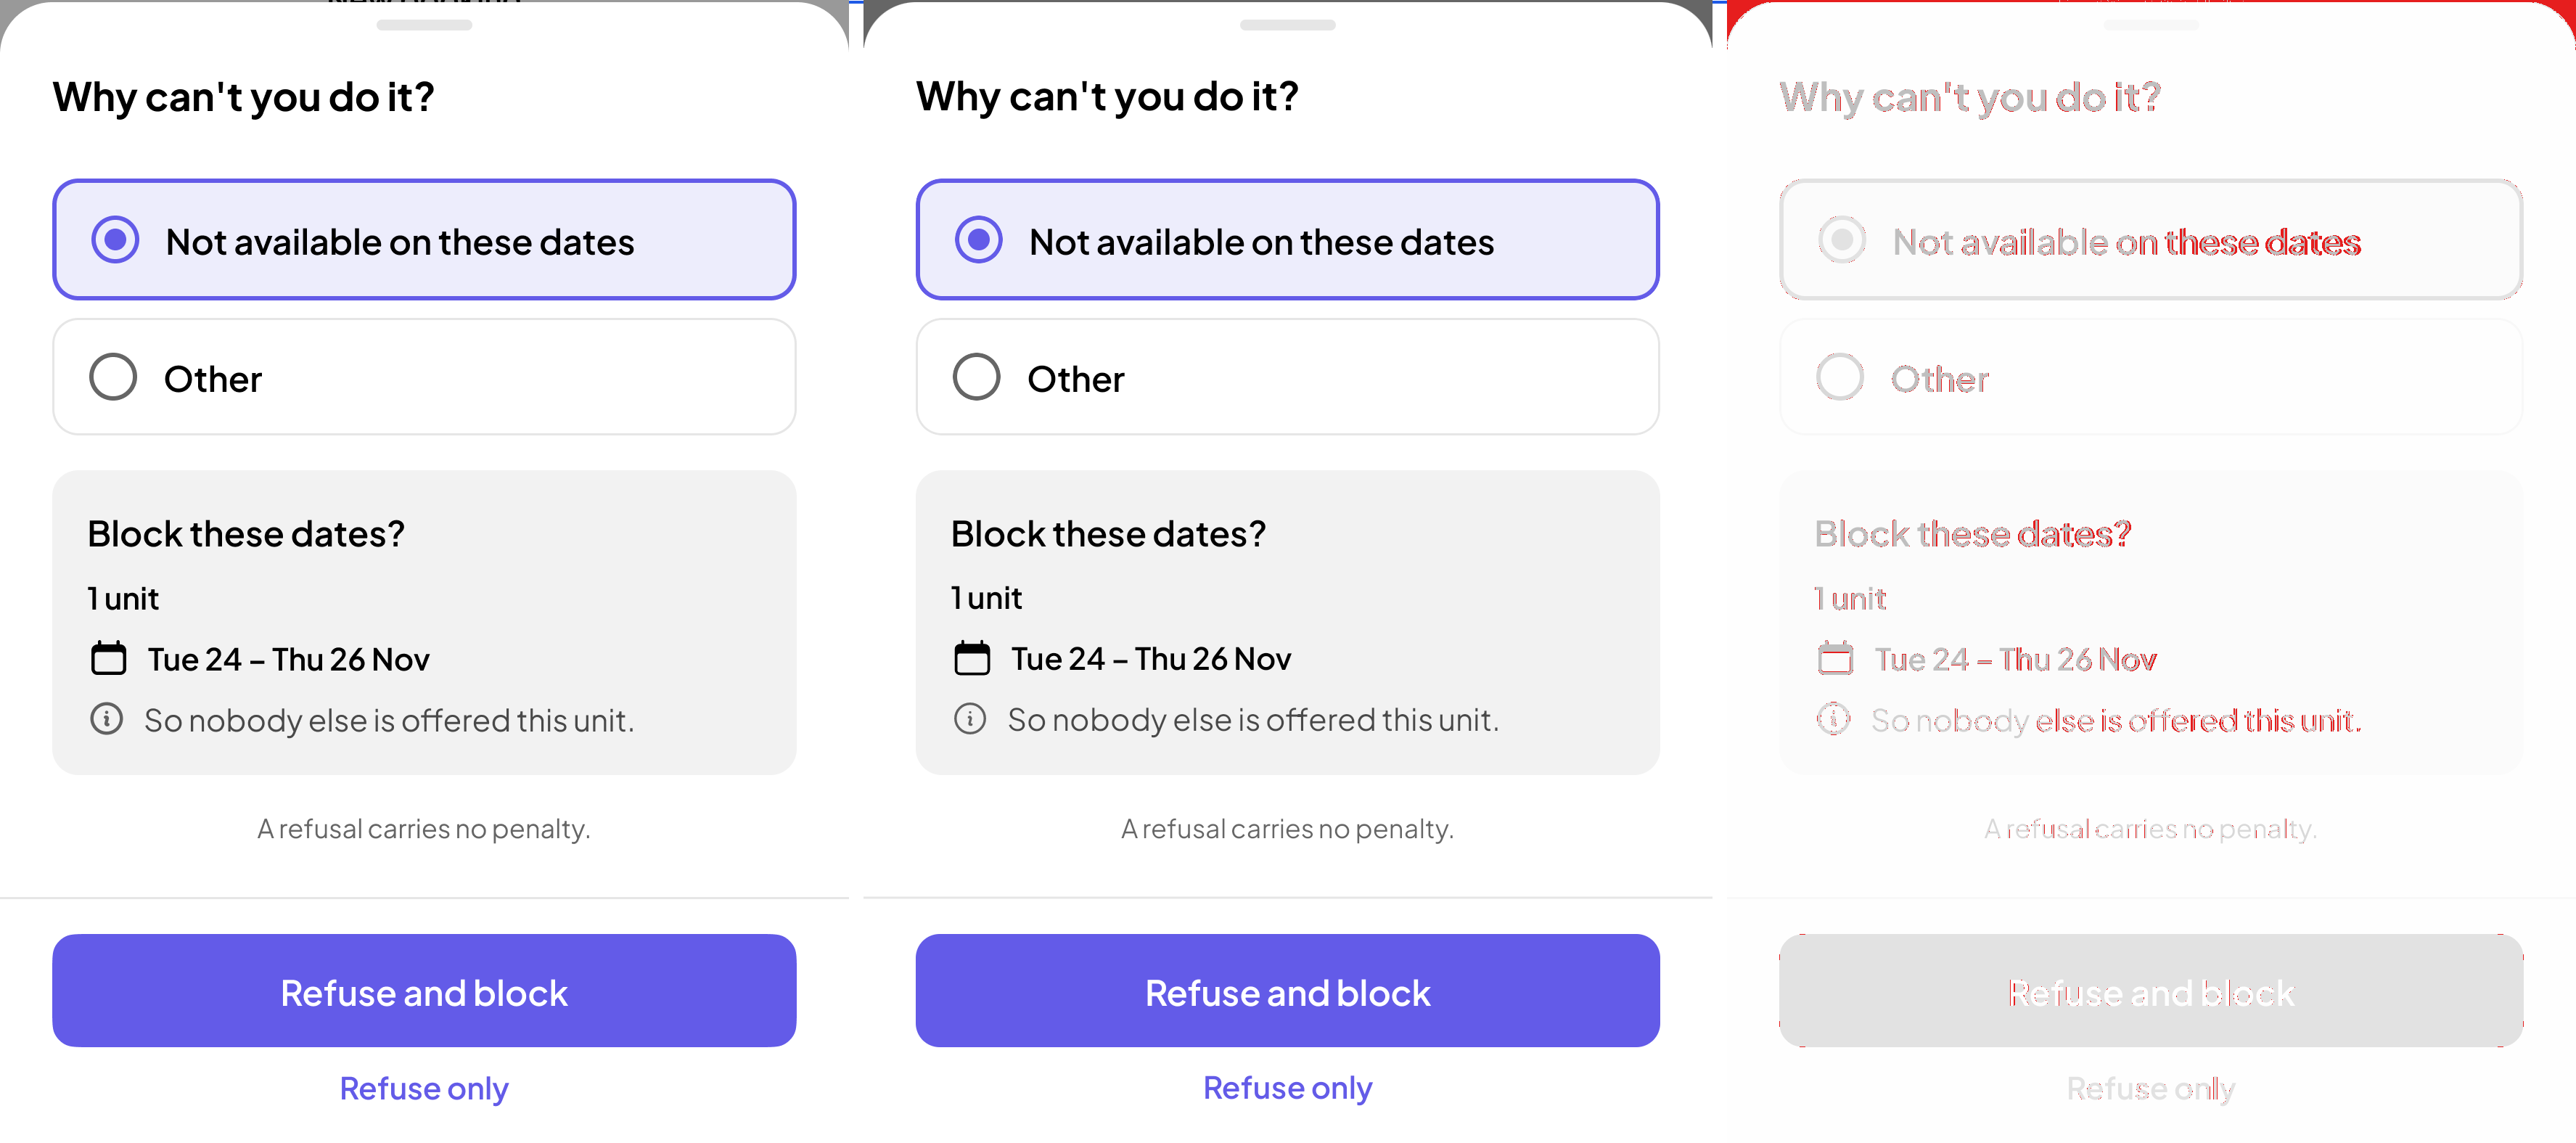 Why can't you do it?
Not available on these dates
Other
Block these dates?
1 unit
Tue 24 – Thu 26 Nov
So nobody else is offered this unit.
A refusal carries no penalty.
Refuse and block
Refuse only
Why can't you do it?
Not available on these dates
Other
Block these dates?
1 unit
Tue 24 – Thu 26 Nov
So nobody else is offered this unit.
A refusal carries no penalty.
Refuse and block
Refuse only
Why can't you do it?
Not available on these dates
Other
Block these dates?
1 unit
Tue 24 – Thu 26 Nov
So nobody else is offered this unit.
A refusal carries no penalty.
Refuse and block
Refuse only